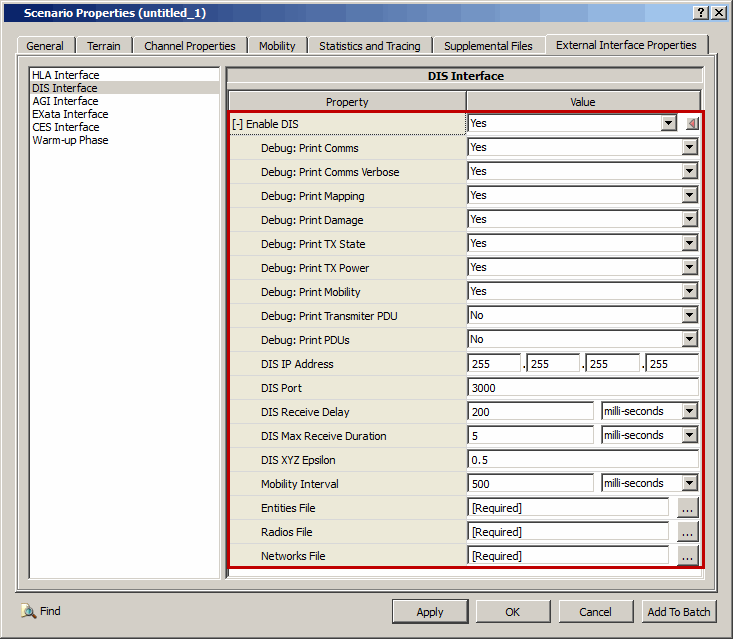 Scenario Properties (untitled_1)
General Terrain Channel Properties Mobility Statistics and Tracing Supplemental Files External Interface Properties
HLA Interface
DIS Interface
AGI Interface
EXata Interface
CES Interface
Warm-up Phase
DIS Interface
Property Value
[-] Enable DIS Yes
Debug: Print Comms Yes
Debug: Print Comms Verbose Yes
Debug: Print Mapping Yes
Debug: Print Damage Yes
Debug: Print TX State Yes
Debug: Print TX Power Yes
Debug: Print Mobility Yes
Debug: Print Transmiter PDU No
Debug: Print PDUs No
DIS IP Address 255 . 255 . 255 . 255
DIS Port 3000
DIS Receive Delay 200 milli-seconds
DIS Max Receive Duration 5 milli-seconds
DIS XYZ Epsilon 0.5
Mobility Interval 500 milli-seconds
Entities File [Required] ...
Radios File [Required] ...
Networks File [Required] ...
Find Apply OK Cancel Add To Batch